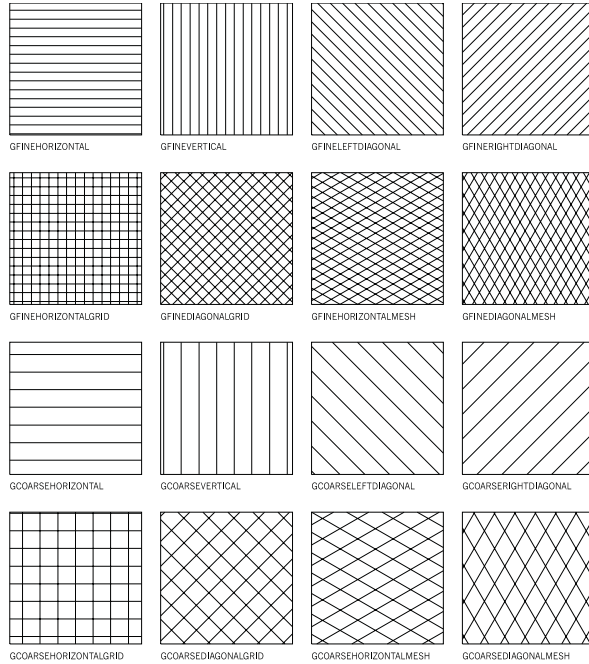 GFINEHORIZONTAL GFINEVERTICAL GFINELEFTDIAGONAL GFINERIGHTDIAGONAL
GFINEHORIZONTALGRID GFINEDIAGONALGRID GFINEHORIZONTALMESH GFINEDIAGONALMESH
GCOARSEHORIZONTAL GCOARSEVERTICAL GCOARSELEFTDIAGONAL GCOARSERIGHTDIAGONAL
GCOARSEHORIZONTALGRID GCOARSEDIAGONALGRID GCOARSEHORIZONTALMESH GCOARSEDIAGONALMESH